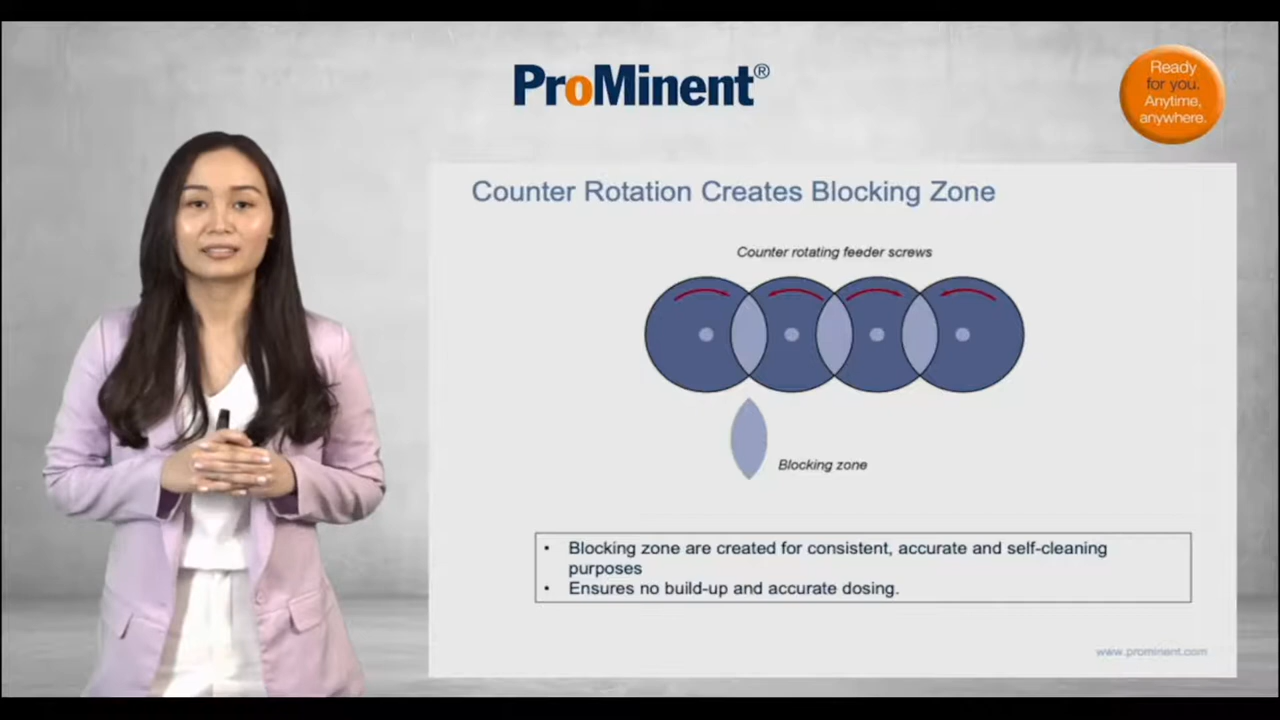 ProMinent®
Ready
for you.
Anytime,
anywhere.
Counter Rotation Creates Blocking Zone
Counter rotating feeder screws
Blocking zone
• Blocking zone are created for consistent, accurate and self-cleaning
purposes
• Ensures no build-up and accurate dosing.
www.prominent.com